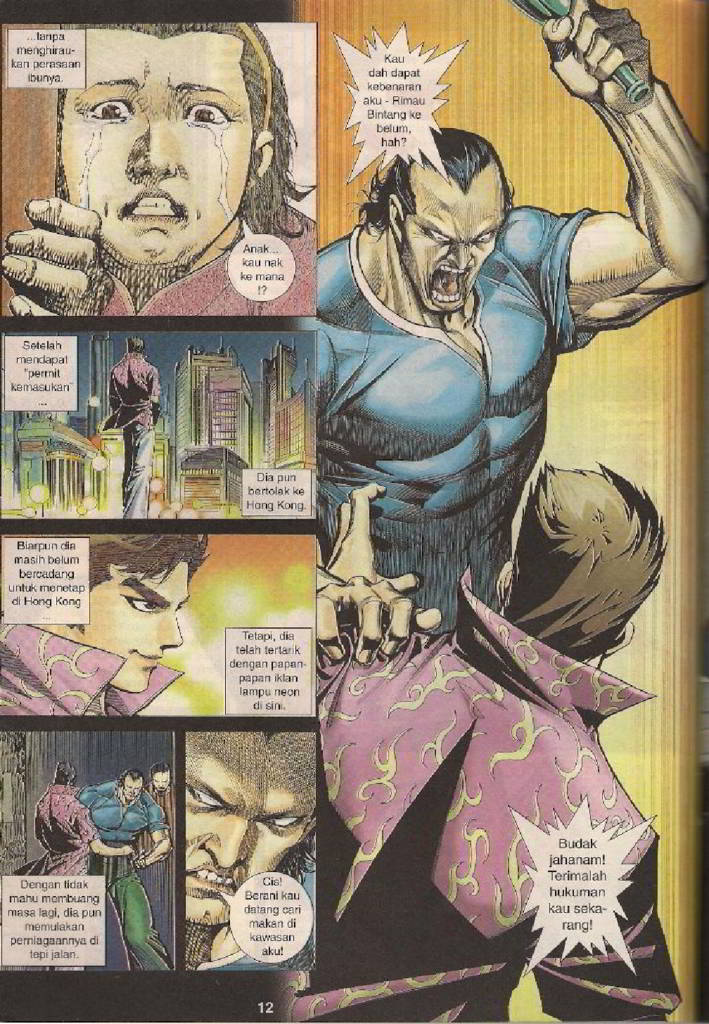 ...tanpa
menghirau-
kan perasaan
ibunya.
Anak...
kau nak
ke mana
!?
Setelah
mendapat
"permit
kemasukan"
...
Dia pun
bertolak ke
Hong Kong.
Biarpun dia
masih belum
bercadang
untuk menetap
di Hong Kong
...
Tetapi, dia
telah tertarik
dengan papan-
papan iklan
lampu neon
di sini.
Dengan tidak
mahu membuang
masa lagi, dia pun
memulakan
perniagaannya di
tepi jalan.
Cis!
Berani kau
datang cari
makan di
kawasan
aku!
Kau
dah dapat
kebenaran
aku - Rimau
Bintang ke
belum,
hah?
Budak
jahanam!
Terimalah
hukuman
kau seka-
rang!
12